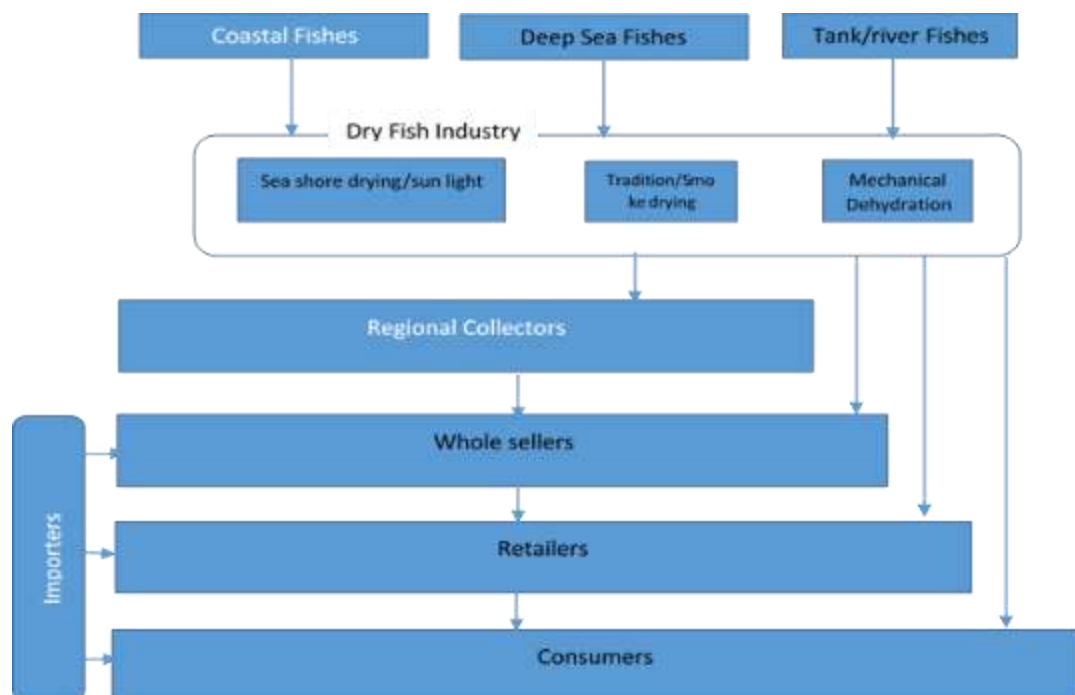 Coastal Fishes
Deep Sea Fishes
Tank/river Fishes
Dry Fish Industry
Sea shore drying/sun light
Tradition/Smo
ke drying
Mechanical
Dehydration
Regional Collectors
Whole sellers
Retailers
Importers
Consumers